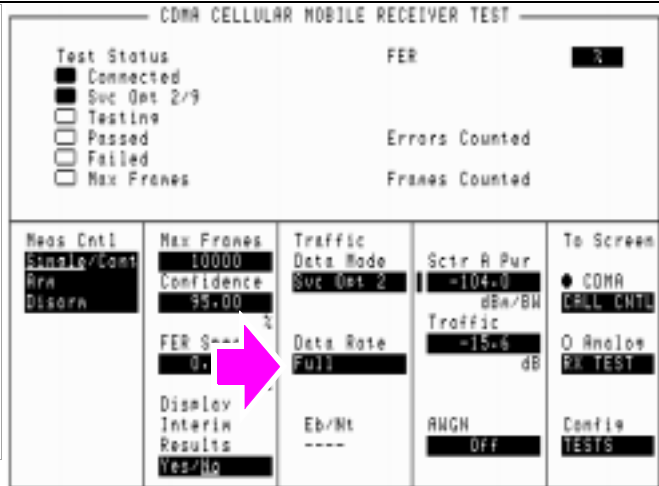 CDMA CELLULAR MOBILE RECEIVER TEST
Test Status
Connected
Svc Opt 2/9
Testing
Passed
Failed
Max Frames
FER
%
Errors Counted
Frames Counted
Meas Cntl
Single/Cont
Arm
Disarm
Max Frames
10000
Confidence
95.00
%
FER
0.
Display
Interim
Results
Yes/No
Traffic
Data Mode
Svc Opt 2
Data Rate
Full
Eb/Nt
----
Sctr A Pwr
-104.0
dBm/BW
Traffic
-15.6
dB
AWGN
Off
To Screen
CDMA
CALL CNTL
Analog
RX TEST
Config
TESTS